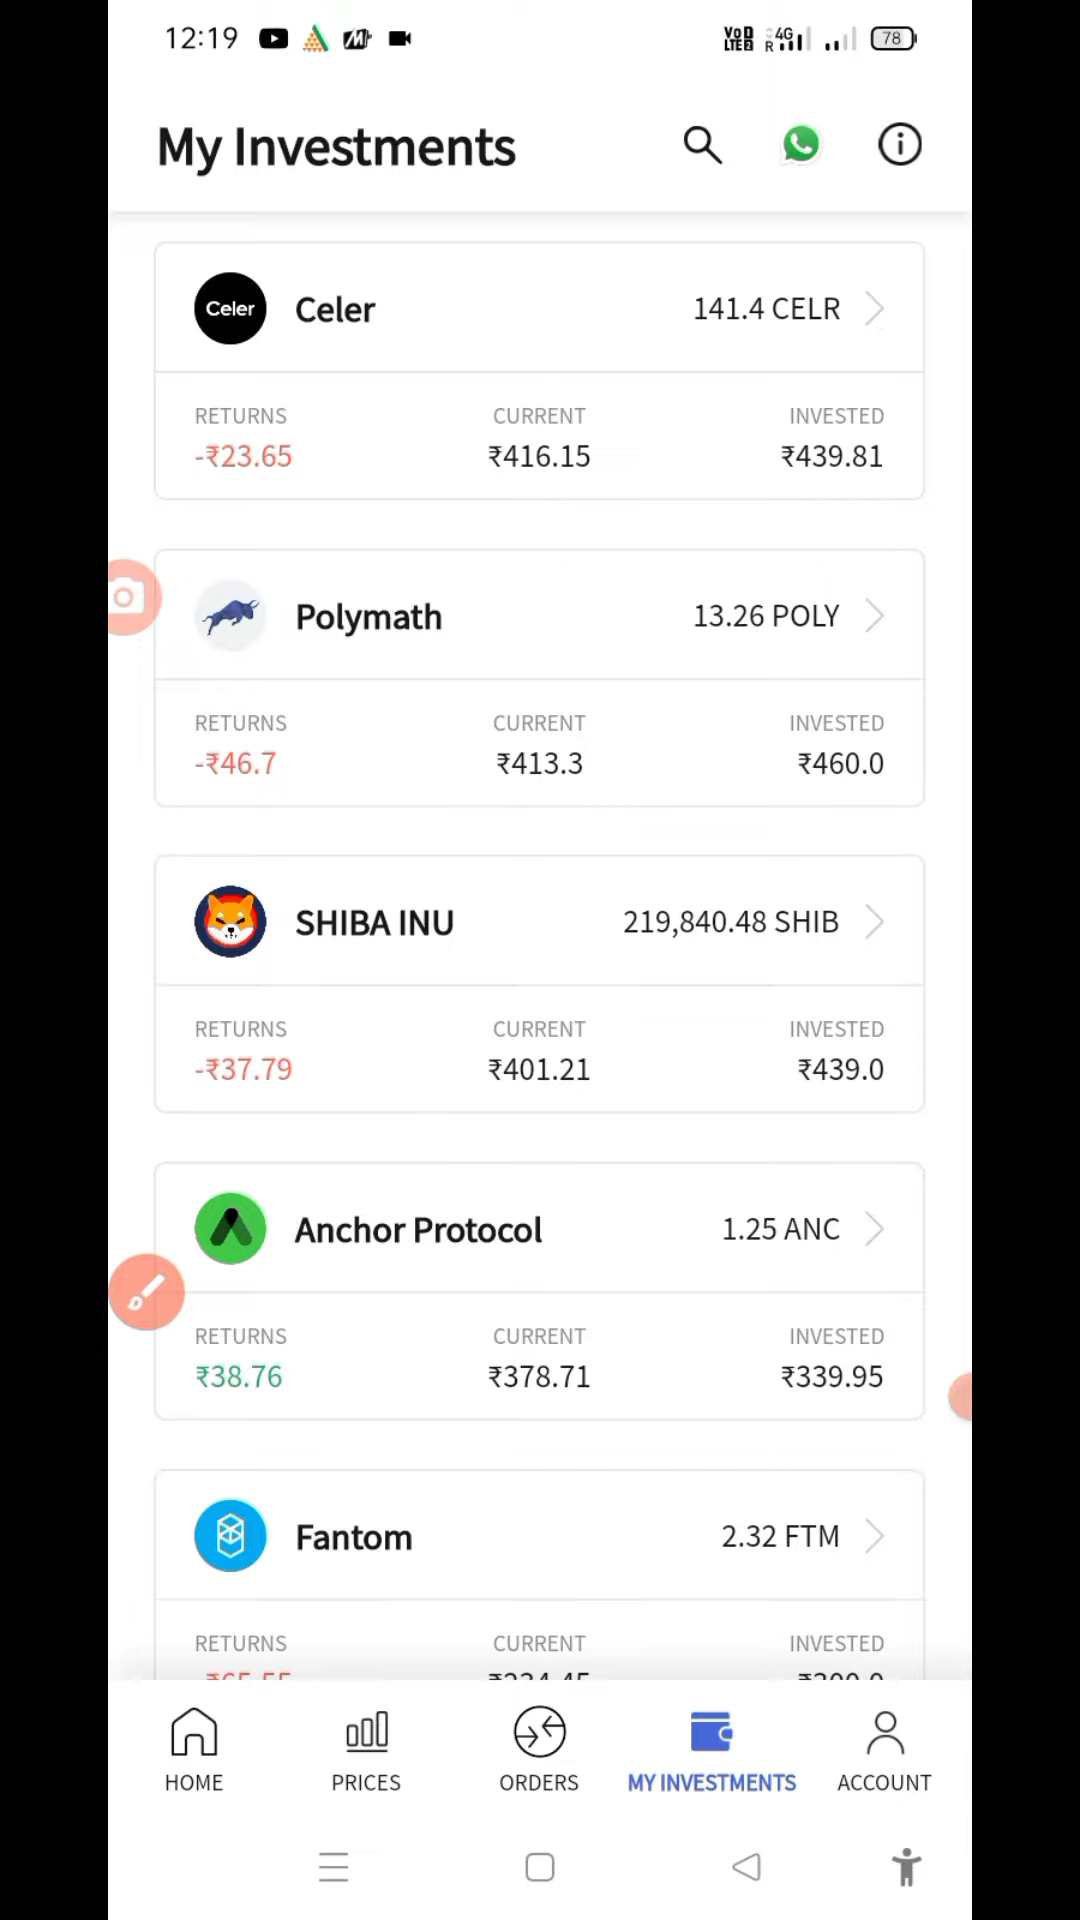 12:19
VoD LTE2 R 4G 78
My Investments
Celer Celer 141.4 CELR
RETURNS CURRENT INVESTED
-₹23.65 ₹416.15 ₹439.81
Polymath 13.26 POLY
RETURNS CURRENT INVESTED
-₹46.7 ₹413.3 ₹460.0
SHIBA INU 219,840.48 SHIB
RETURNS CURRENT INVESTED
-₹37.79 ₹401.21 ₹439.0
Anchor Protocol 1.25 ANC
RETURNS CURRENT INVESTED
₹38.76 ₹378.71 ₹339.95
Fantom 2.32 FTM
RETURNS CURRENT INVESTED
HOME PRICES ORDERS MY INVESTMENTS ACCOUNT